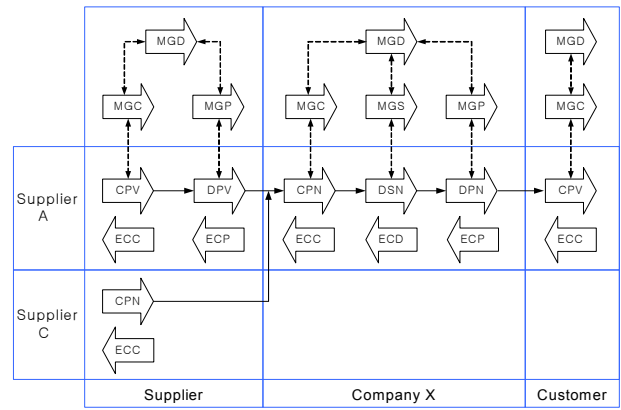 MGD MGD MGD
MGC MGP MGC MGS MGP MGC
Supplier
A
CPV DPV CPN DSN DPN CPV
ECC ECP ECC ECD ECP ECC
Supplier
C
CPN
ECC
Supplier Company X Customer